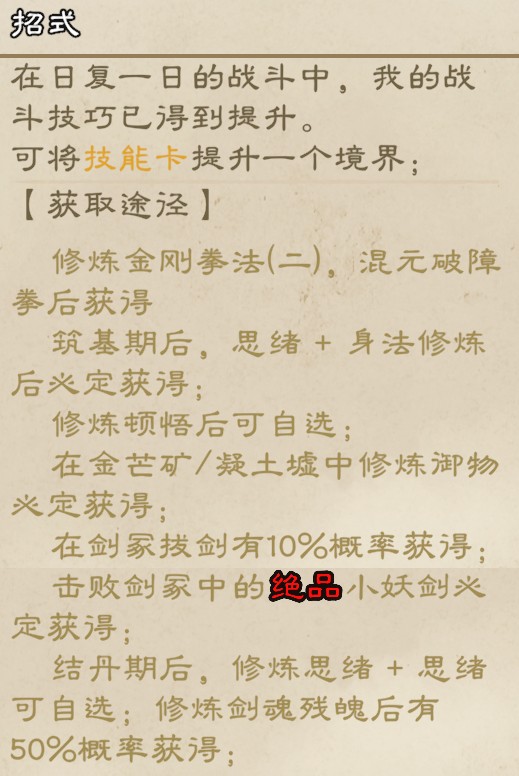 招式
在日复一日的战斗中，我的战
斗技巧已得到提升。
可将技能卡提升一个境界；
【获取途径】
修炼金刚拳法(二)，混元破障
拳后获得
筑基期后，思绪 + 身法修炼
后必定获得；
修炼顿悟后可自选；
在金芒矿/凝土墟中修炼御物
必定获得；
在剑冢拔剑有10%概率获得；
击败剑冢中的绝品小妖剑必
定获得；
结丹期后，修炼思绪 + 思绪
可自选；修炼剑魂残魄后有
50%概率获得；